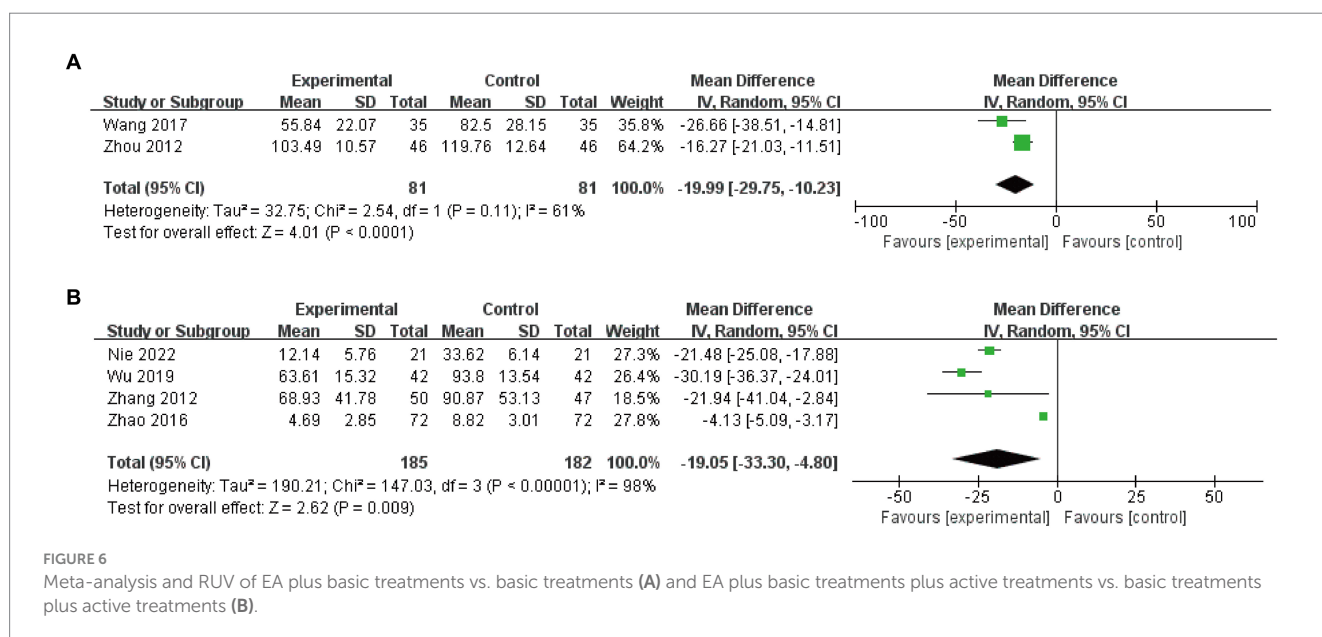 A
Experimental Control Mean Difference Mean Difference
Study or Subgroup Mean SD Total Mean SD Total Weight IV, Random, 95% CI IV, Random, 95% CI
Wang 2017 55.84 22.07 35 82.5 28.15 35 35.8% -26.66 [-38.51, -14.81]
Zhou 2012 103.49 10.57 46 119.76 12.64 46 64.2% -16.27 [-21.03, -11.51]
Total (95% CI) 81 81 100.0% -19.99 [-29.75, -10.23]
Heterogeneity: Tau² = 32.75; Chi² = 2.54, df = 1 (P = 0.11); I² = 61%
Test for overall effect: Z = 4.01 (P < 0.0001)
-100 -50 0 50 100
Favours [experimental] Favours [control]
B
Experimental Control Mean Difference Mean Difference
Study or Subgroup Mean SD Total Mean SD Total Weight IV, Random, 95% CI IV, Random, 95% CI
Nie 2022 12.14 5.76 21 33.62 6.14 21 27.3% -21.48 [-25.08, -17.88]
Wu 2019 63.61 15.32 42 93.8 13.54 42 26.4% -30.19 [-36.37, -24.01]
Zhang 2012 68.93 41.78 50 90.87 53.13 47 18.5% -21.94 [-41.04, -2.84]
Zhao 2016 4.69 2.85 72 8.82 3.01 72 27.8% -4.13 [-5.09, -3.17]
Total (95% CI) 185 182 100.0% -19.05 [-33.30, -4.80]
Heterogeneity: Tau² = 190.21; Chi² = 147.03, df = 3 (P < 0.00001); I² = 98%
Test for overall effect: Z = 2.62 (P = 0.009)
-50 -25 0 25 50
Favours [experimental] Favours [control]
FIGURE 6
Meta-analysis and RUV of EA plus basic treatments vs. basic treatments (A) and EA plus basic treatments plus active treatments vs. basic treatments
plus active treatments (B).